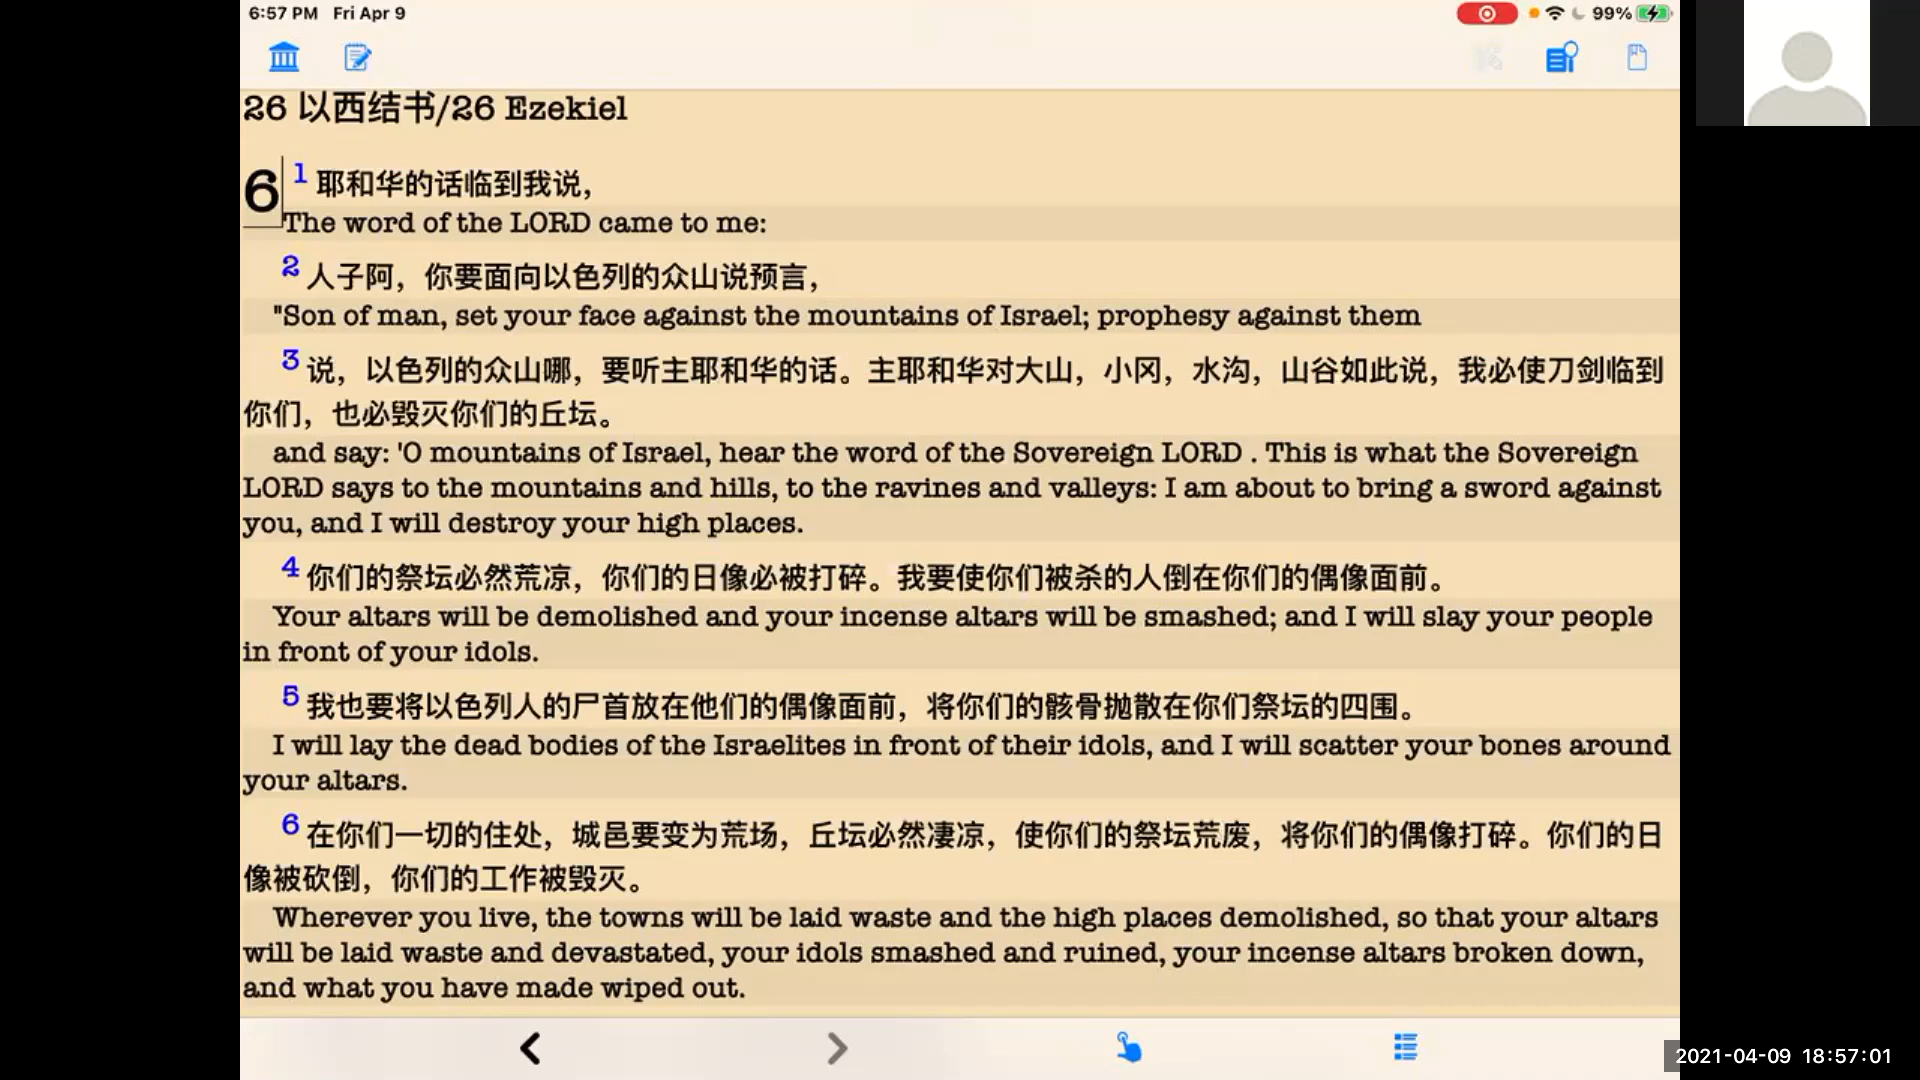 6:57 PM Fri Apr 9 99%
26 以西结书/26 Ezekiel
6 1 耶和华的话临到我说，
The word of the LORD came to me:
2 人子阿，你要面向以色列的众山说预言，
"Son of man, set your face against the mountains of Israel; prophesy against them
3 说，以色列的众山哪，要听主耶和华的话。主耶和华对大山，小冈，水沟，山谷如此说，我必使刀剑临到
你们，也必毁灭你们的丘坛。
and say: 'O mountains of Israel, hear the word of the Sovereign LORD . This is what the Sovereign
LORD says to the mountains and hills, to the ravines and valleys: I am about to bring a sword against
you, and I will destroy your high places.
4 你们的祭坛必然荒凉，你们的日像必被打碎。我要使你们被杀的人倒在你们的偶像面前。
Your altars will be demolished and your incense altars will be smashed; and I will slay your people
in front of your idols.
5 我也要将以色列人的尸首放在他们的偶像面前，将你们的骸骨抛散在你们祭坛的四围。
I will lay the dead bodies of the Israelites in front of their idols, and I will scatter your bones around
your altars.
6 在你们一切的住处，城邑要变为荒场，丘坛必然凄凉，使你们的祭坛荒废，将你们的偶像打碎。你们的日
像被砍倒，你们的工作被毁灭。
Wherever you live, the towns will be laid waste and the high places demolished, so that your altars
will be laid waste and devastated, your idols smashed and ruined, your incense altars broken down,
and what you have made wiped out.
2021-04-09 18:57:01